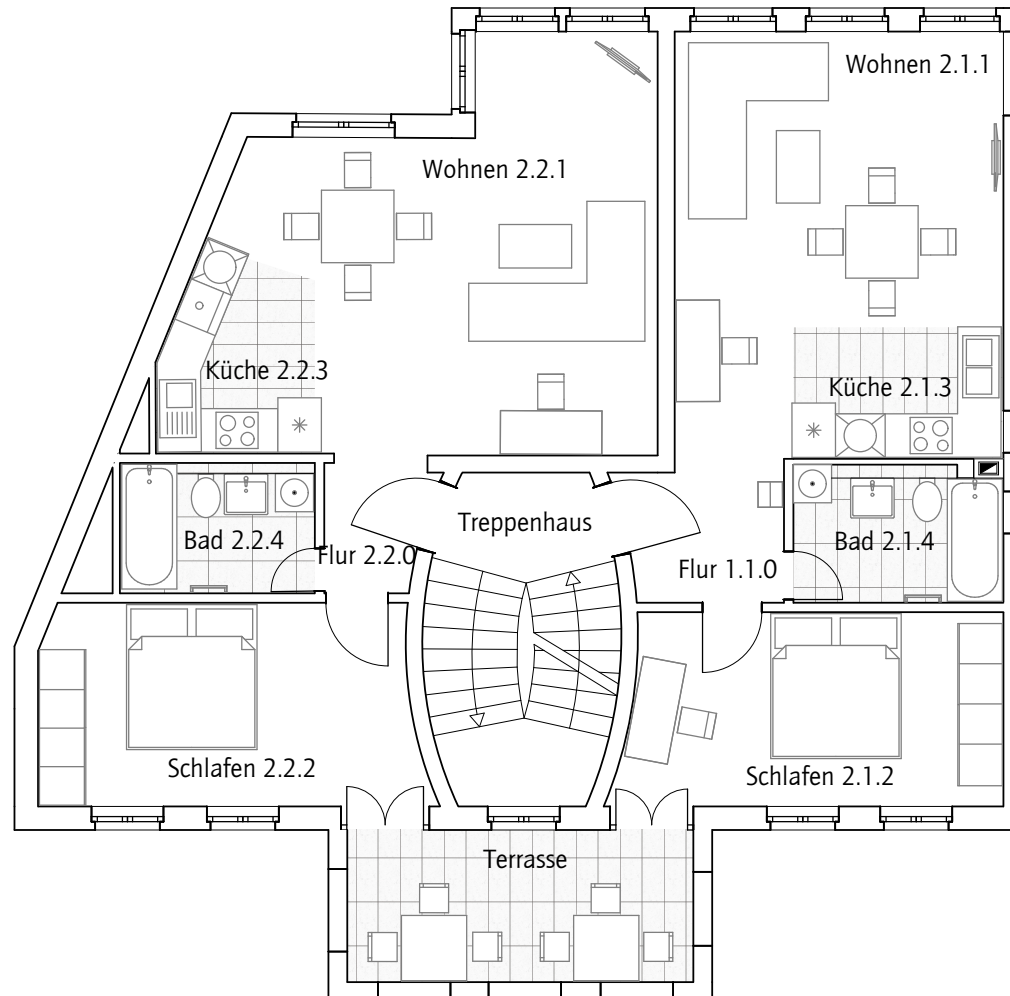 Wohnen 2.1.1
Wohnen 2.2.1
Küche 2.2.3
Küche 2.1.3
Treppenhaus
Bad 2.2.4
Bad 2.1.4
Flur 2.2.0
Flur 1.1.0
Schlafen 2.2.2
Schlafen 2.1.2
Terrasse